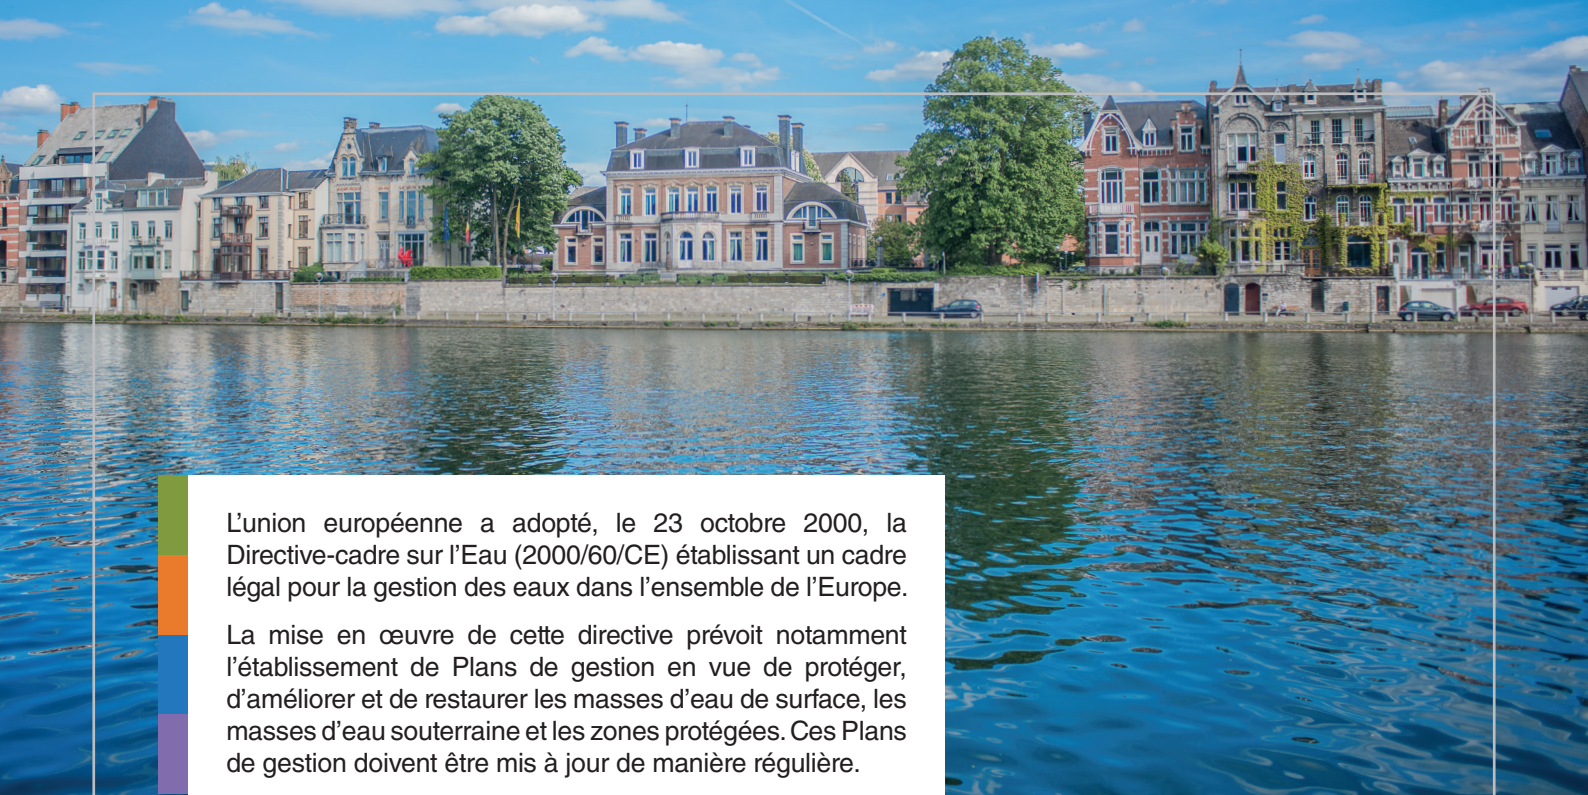 L’union européenne a adopté, le 23 octobre 2000, la
Directive-cadre sur l’Eau (2000/60/CE) établissant un cadre
légal pour la gestion des eaux dans l’ensemble de l’Europe.
La mise en œuvre de cette directive prévoit notamment
l’établissement de Plans de gestion en vue de protéger,
d’améliorer et de restaurer les masses d’eau de surface, les
masses d’eau souterraine et les zones protégées. Ces Plans
de gestion doivent être mis à jour de manière régulière.